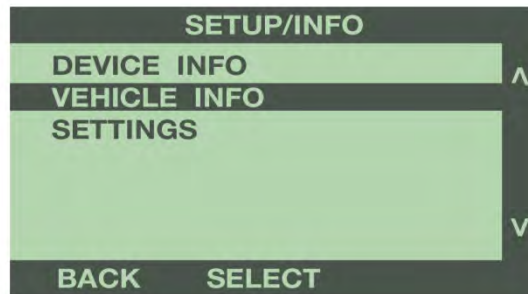 SETUP/INFO
DEVICE INFO
VEHICLE INFO
SETTINGS
BACK SELECT